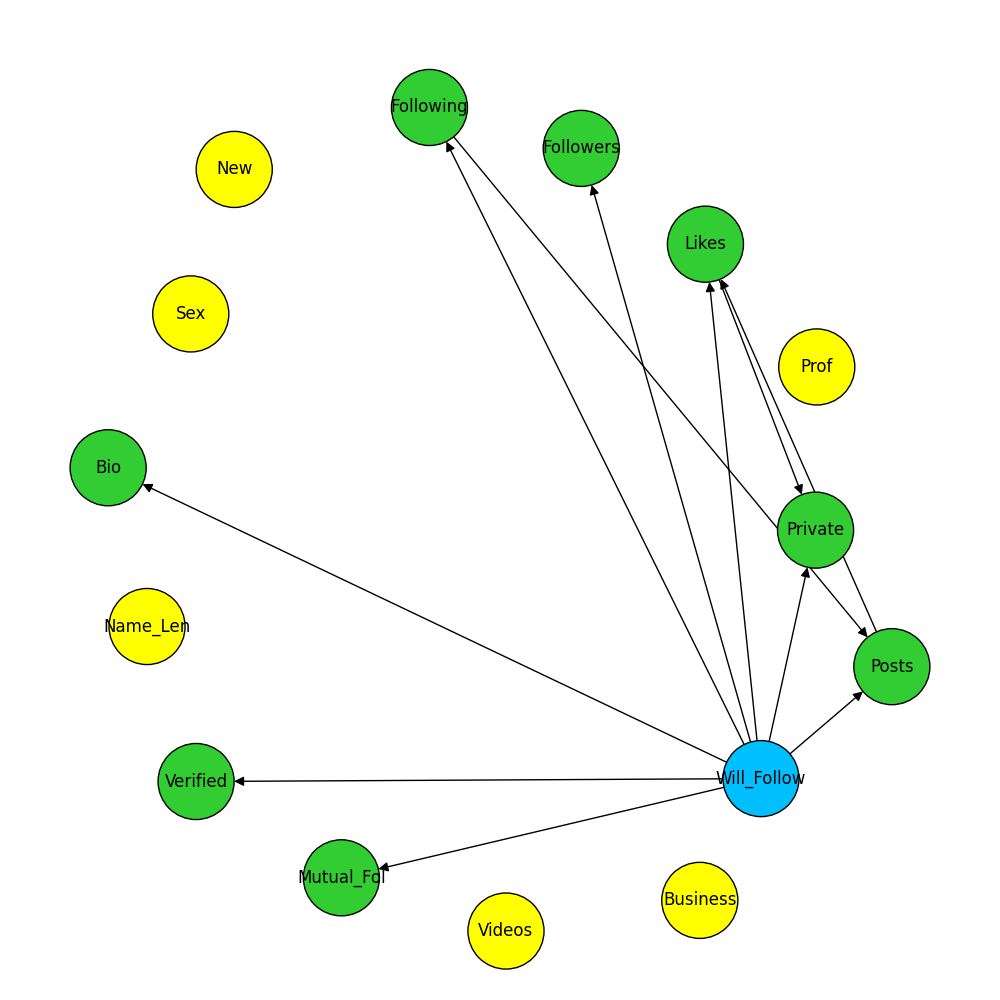 Following
Followers
New
Likes
Sex
Prof
Bio
Private
Name_Len
Posts
Verified
Will_Follow
Mutual_Fol
Business
Videos